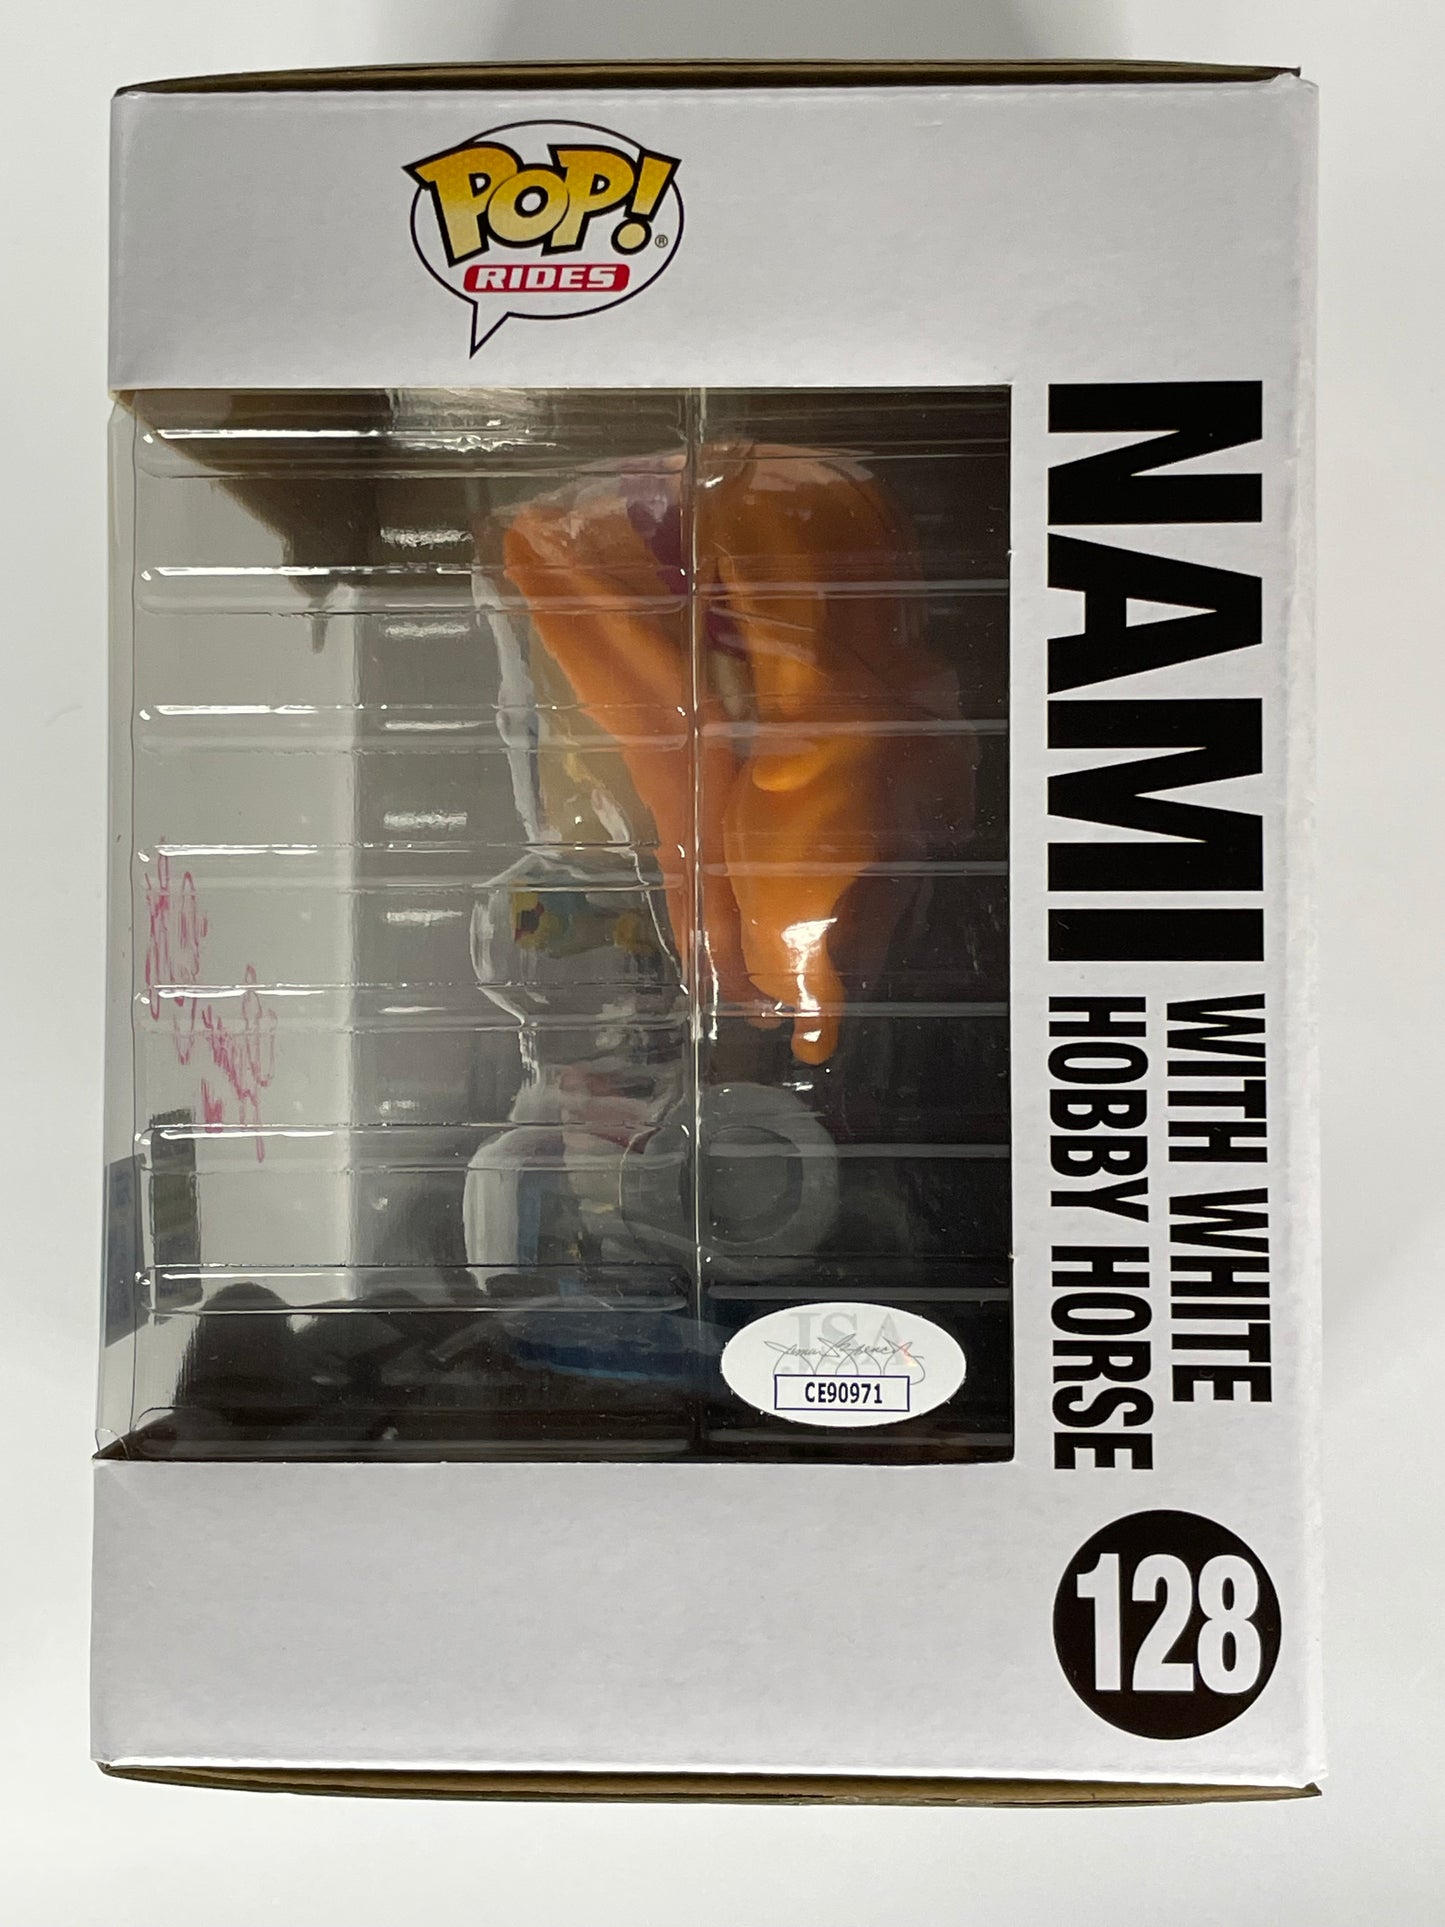 POP!®
RIDES
NAMI WITH WHITE
HOBBY HORSE
128
JSA
CE90971